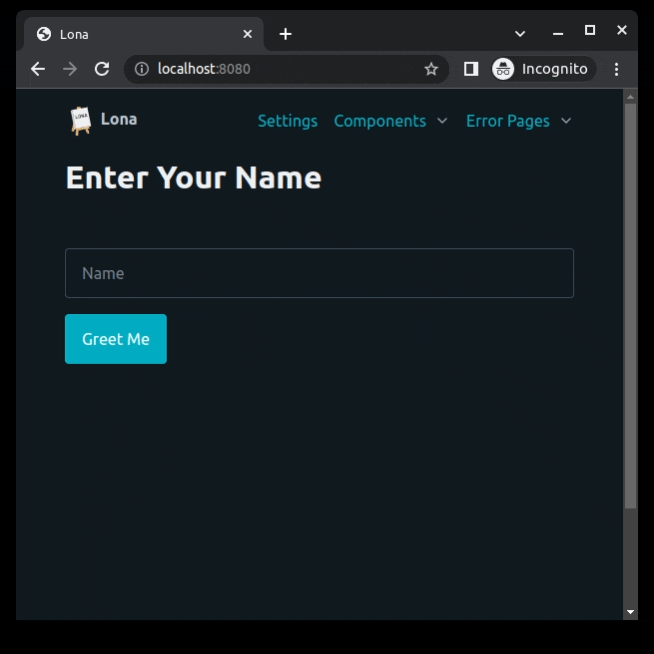 Lona
localhost:8080
Incognito
LONA
Lona
Settings
Components
Error Pages
Enter Your Name
Name
Greet Me